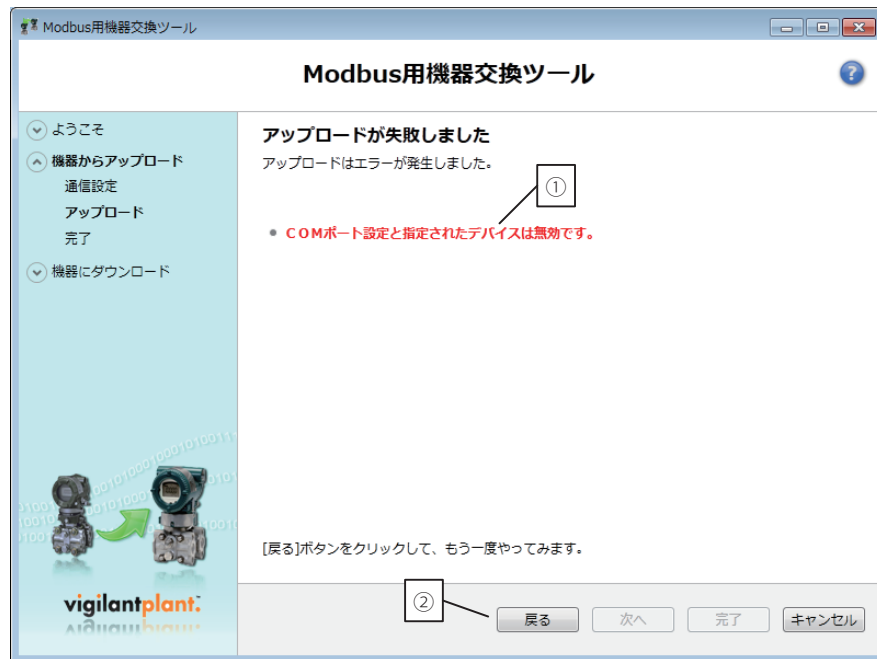 Modbus用機器交換ツール
Modbus用機器交換ツール
?
ようこそ
機器からアップロード
通信設定
アップロード
完了
機器にダウンロード
アップロードが失敗しました
アップロードはエラーが発生しました。
①
COMポート設定と指定されたデバイスは無効です。
[戻る]ボタンをクリックして、もう一度やってみます。
vigilantplant.™
②
戻る
次へ
完了
キャンセル